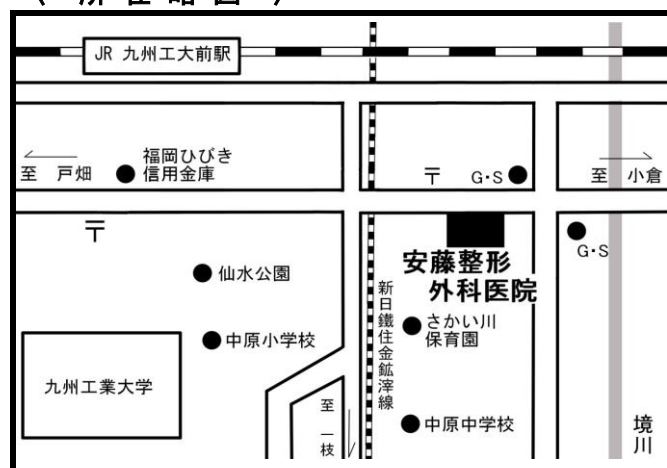 (所在略図)
JR 九州工大前駅
至 戸畑
福岡ひびき
信用金庫
〒
G・S
至 小倉
〒
仙水公園
安藤整形
外科医院
G・S
新日鐵住金鉱滓線
さかい川
保育園
中原小学校
九州工業大学
至 一枝
中原中学校
境川